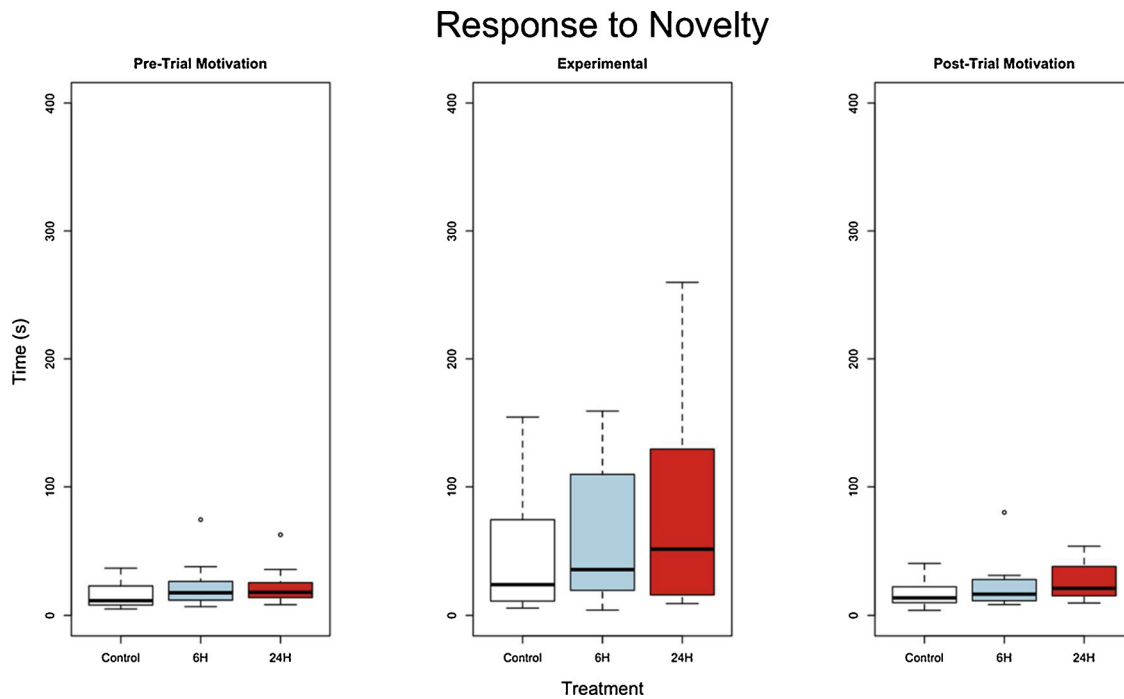 Response to Novelty
Pre-Trial Motivation
Experimental
Post-Trial Motivation
Time (s)
400
300
200
100
0
Control 6H 24H
400
300
200
100
0
Control 6H 24H
400
300
200
100
0
Control 6H 24H
Treatment